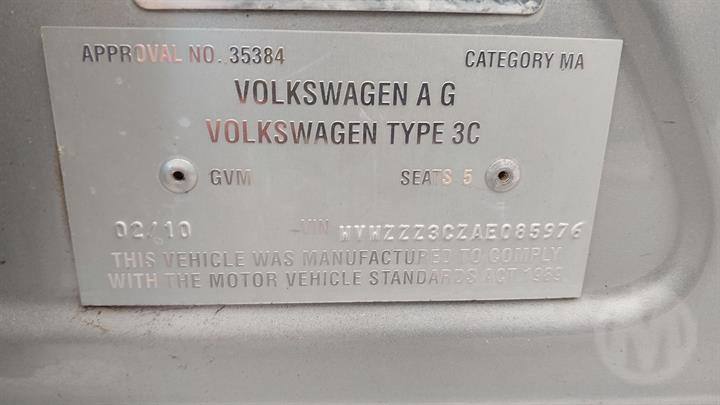 APPROVAL NO. 35384 CATEGORY MA
VOLKSWAGEN A G
VOLKSWAGEN TYPE 3C
GVM SEATS 5
02/10 VIN WVWZZZ3CZAE085976
THIS VEHICLE WAS MANUFACTURED TO COMPLY
WITH THE MOTOR VEHICLE STANDARDS ACT 1989
M